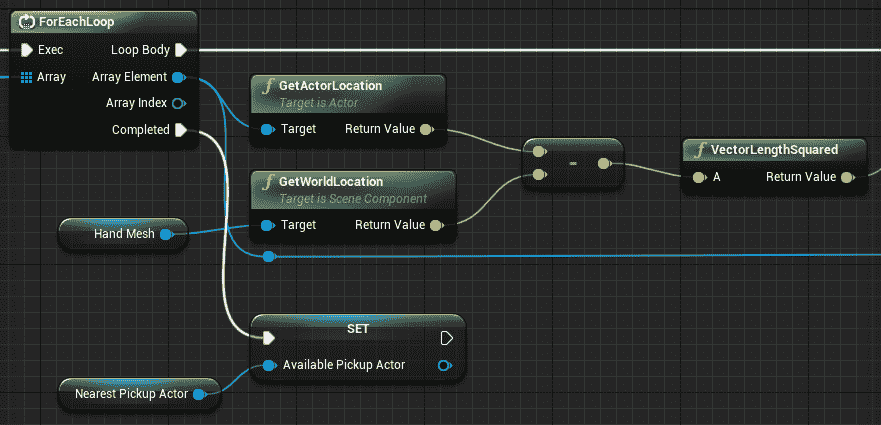 ForEachLoop
Exec Loop Body
Array Array Element
Array Index
Completed
GetActorLocation
Target is Actor
Target Return Value
GetWorldLocation
Target is Scene Component
Target Return Value
Hand Mesh
-
VectorLengthSquared
A Return Value
SET
Available Pickup Actor
Nearest Pickup Actor